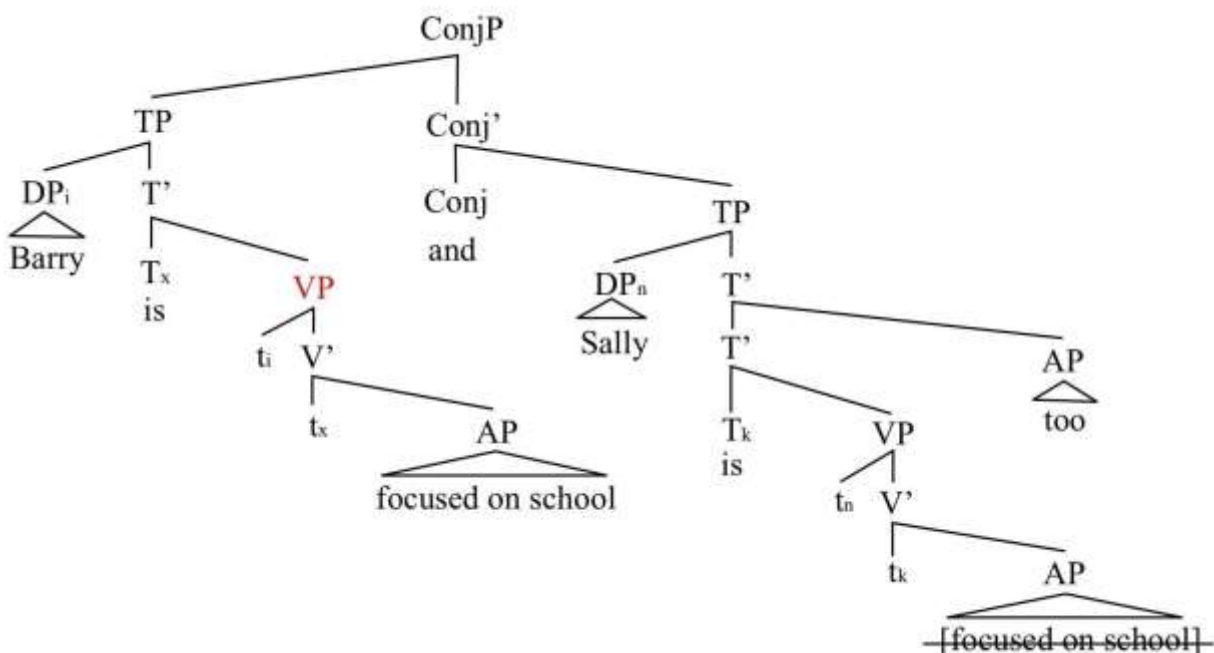 ConjP
TP Conj’
DPi T’ Conj TP
Barry Tx and DPn T’
is VP Sally T’ AP
ti V’ too
tx AP Tk VP
focused on school is tn V’
tk AP
[focused on school]